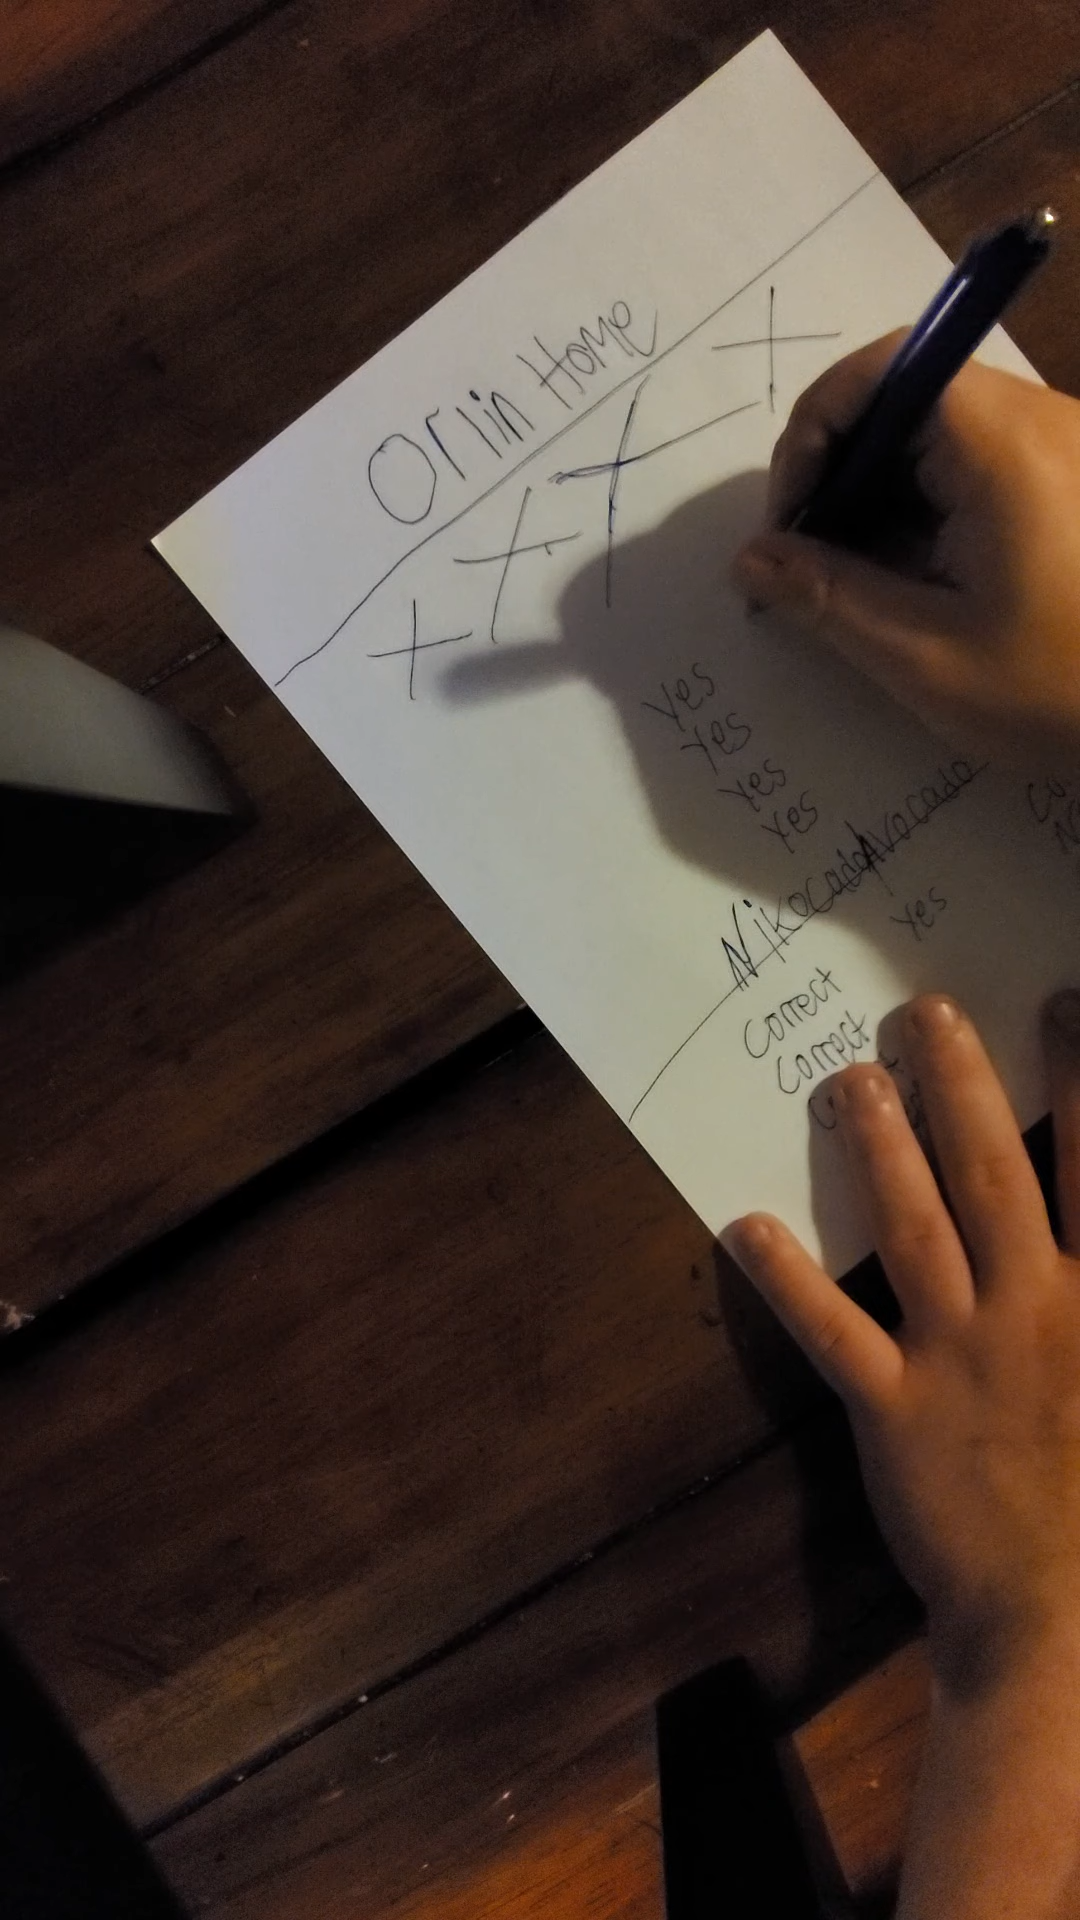 Orlin Home
Yes
Yes
Yes
Yes
Nikocado Avocado
Yes
Correct
Correct